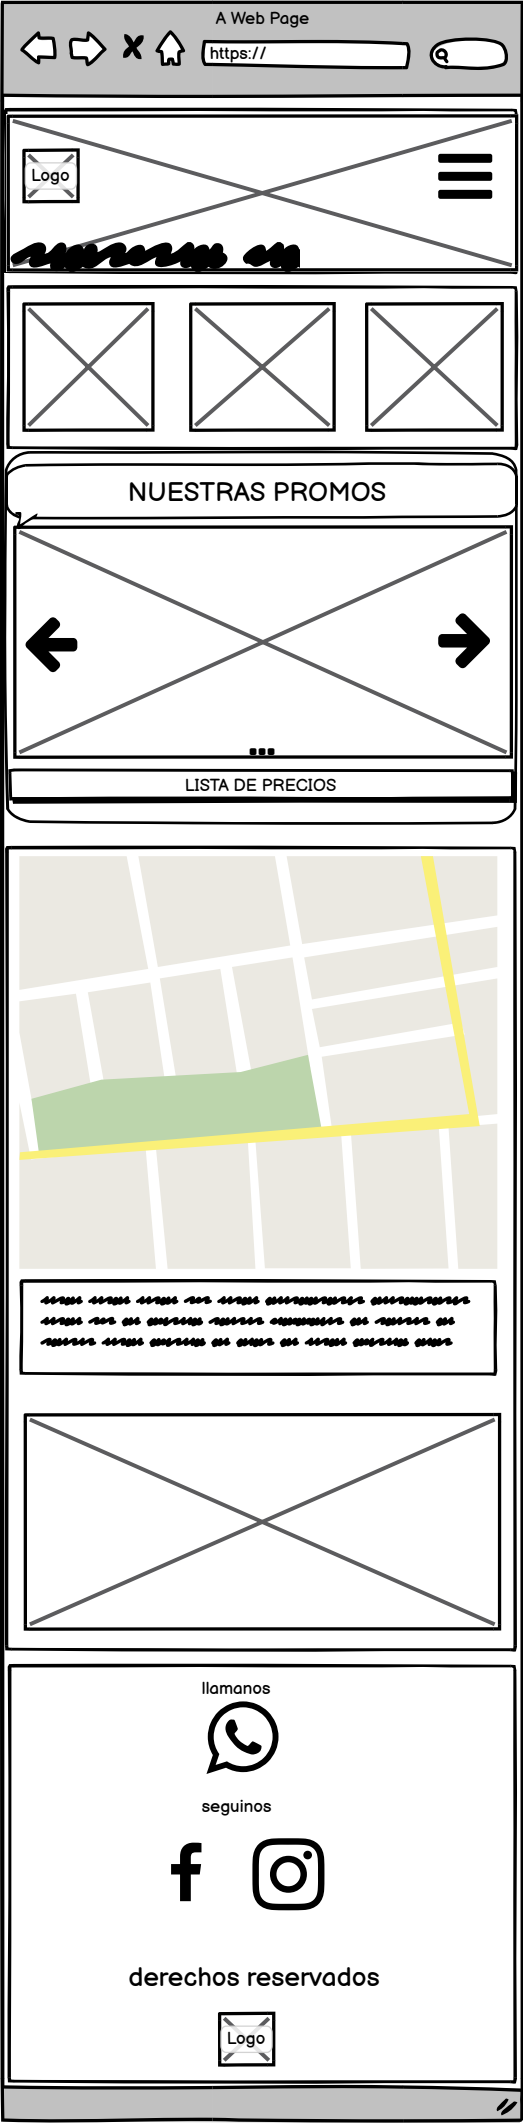 A Web Page
https://
Logo
NUESTRAS PROMOS
LISTA DE PRECIOS
llamanos
seguinos
derechos reservados
Logo